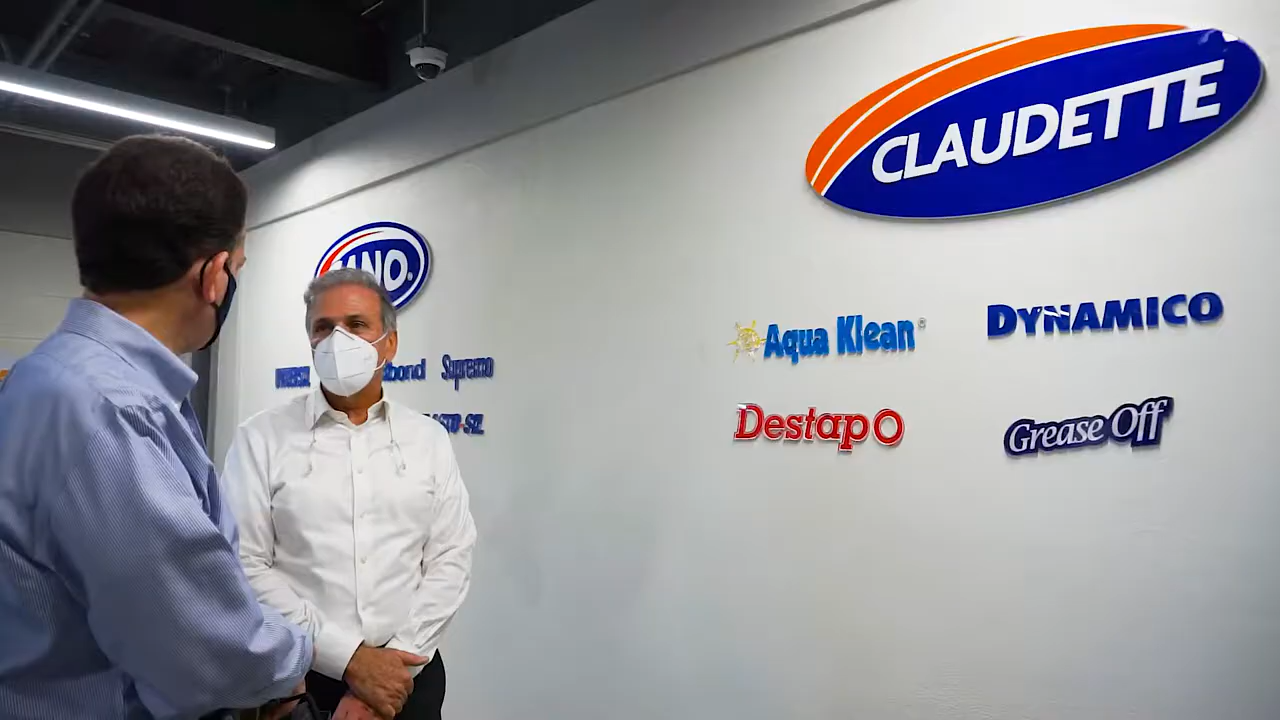 CLAUDETTE
Aqua Klean®
DYNAMICO
DestapO
Grease Off
Supremo